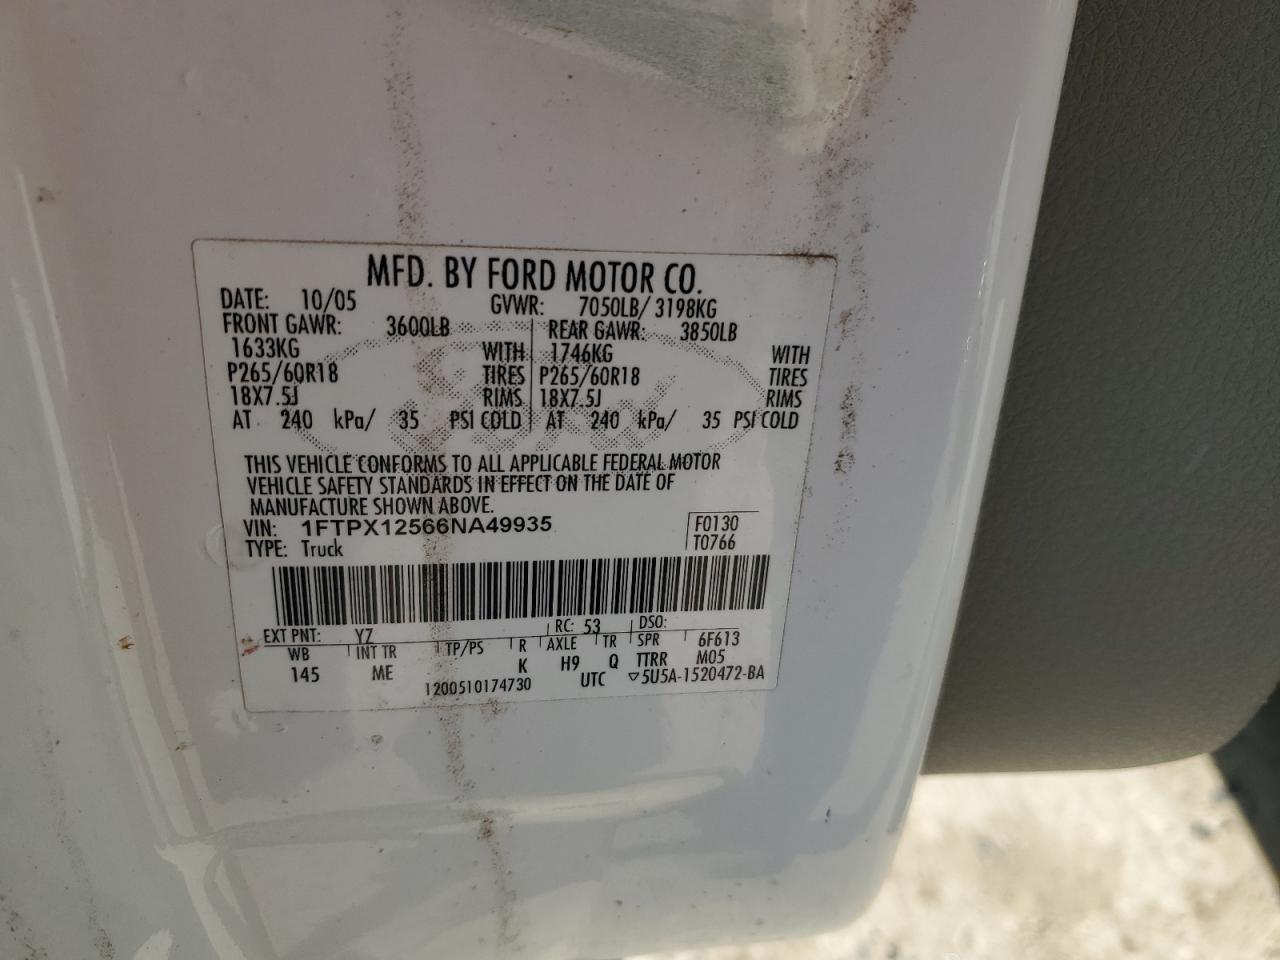 MFD. BY FORD MOTOR CO.
DATE: 10/05 GVWR: 7050LB/ 3198KG
FRONT GAWR: 3600LB REAR GAWR: 3850LB
1633KG WITH 1746KG WITH
P265/60R18 TIRES P265/60R18 TIRES
18X7.5J RIMS 18X7.5J RIMS
AT 240 kPa/ 35 PSI COLD AT 240 kPa/ 35 PSI COLD
THIS VEHICLE CONFORMS TO ALL APPLICABLE FEDERAL MOTOR
VEHICLE SAFETY STANDARDS IN EFFECT ON THE DATE OF
MANUFACTURE SHOWN ABOVE.
VIN: 1FTPX12566NA49935 F0130
TYPE: Truck T0766
EXT PNT: YZ RC: 53 DSO:
WB INT TR TP/PS R AXLE TR SPR 6F613
145 ME K H9 Q TTRR M05
1200510174730 UTC ▽5U5A-1520472-BA